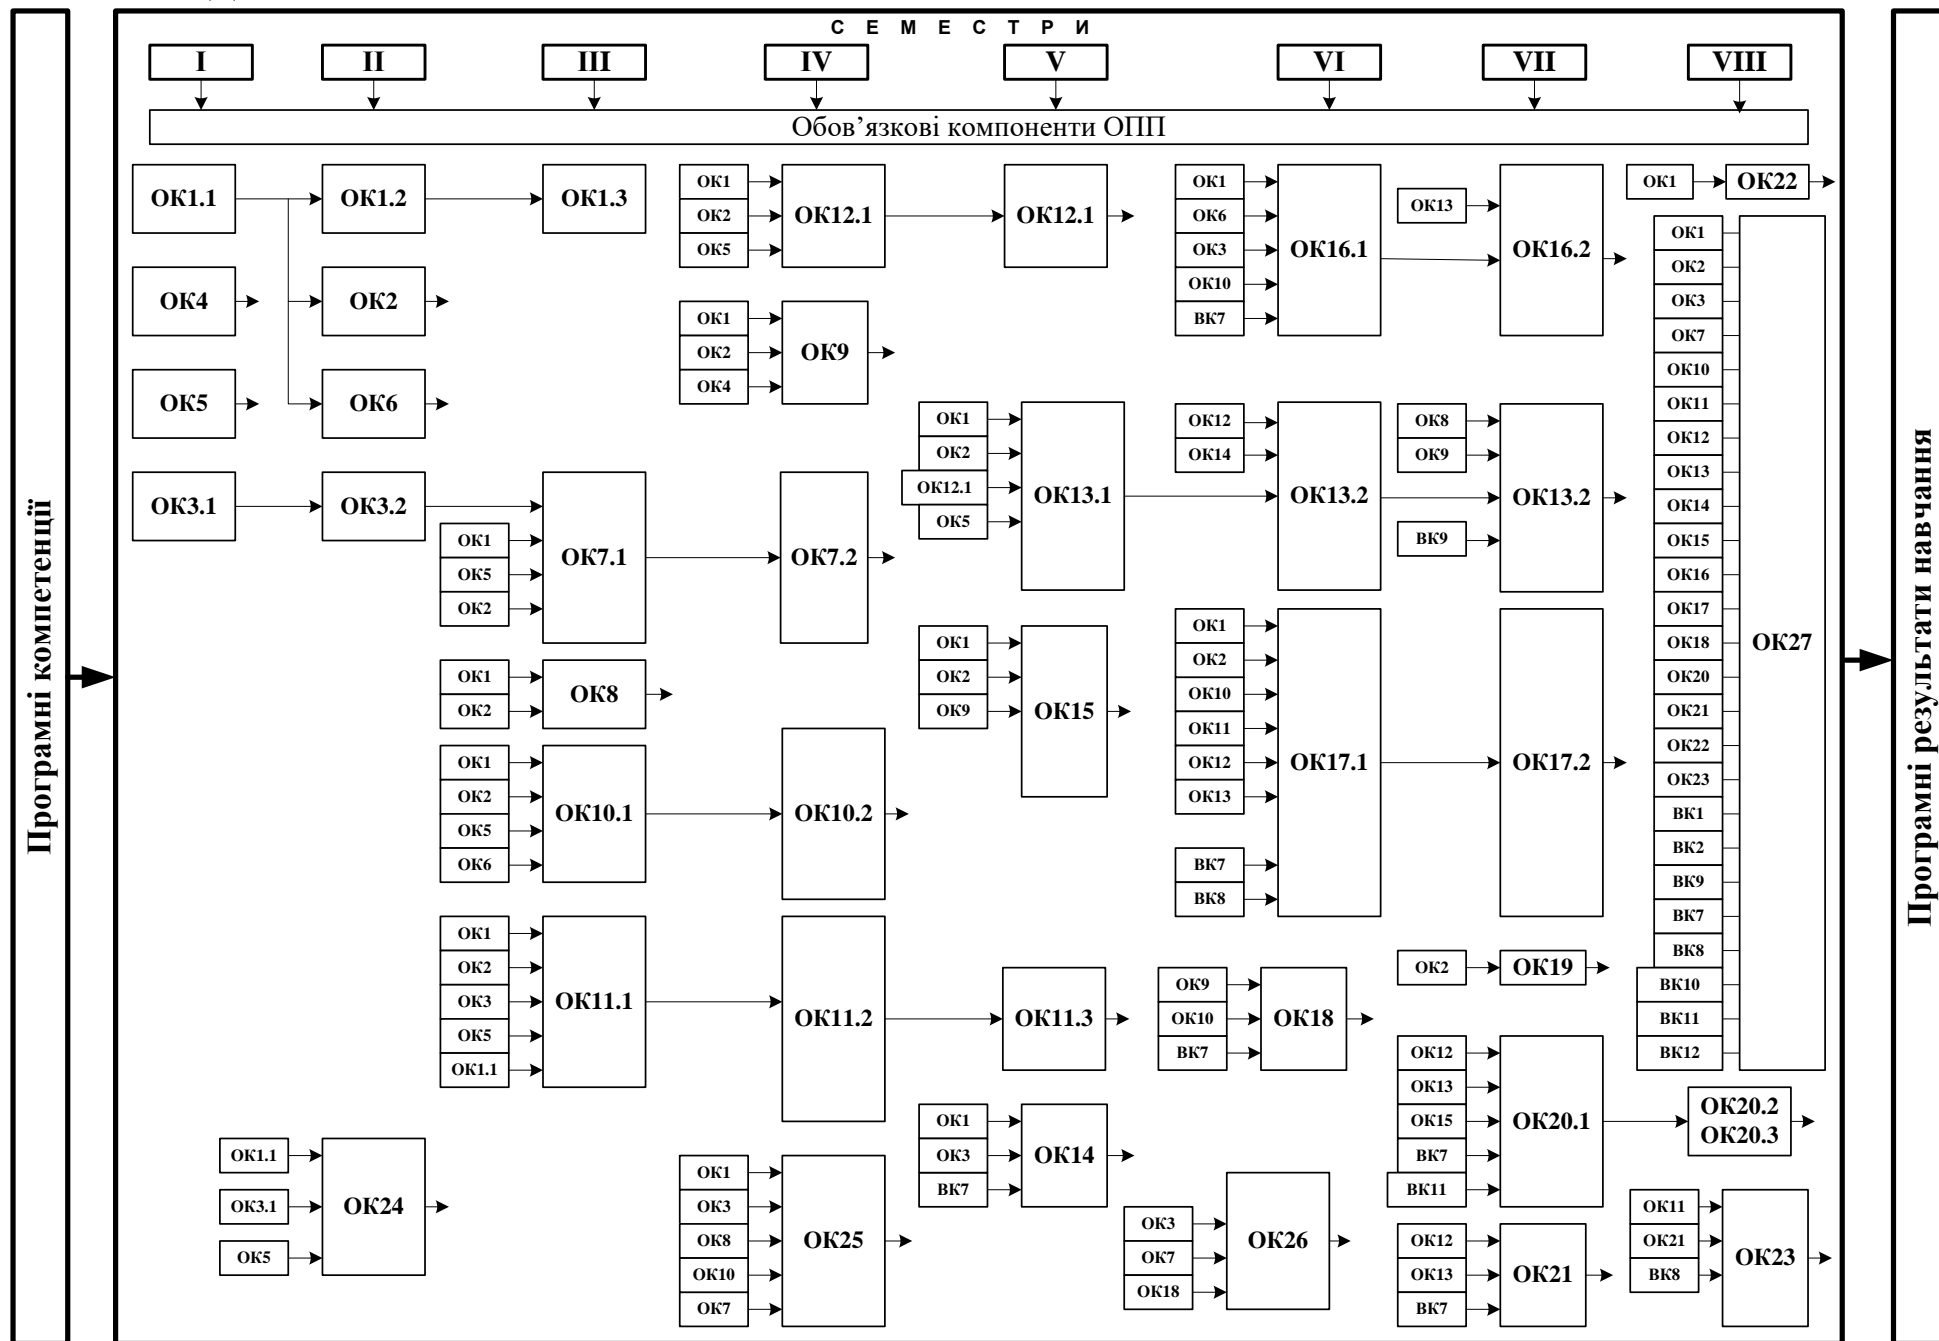 С Е М Е С Т Р И
I II III IV V VI VII VIII
Обов’язкові компоненти ОПП
Програмні компетенції
ОК1.1
ОК4
ОК5
ОК3.1
ОК1.2
ОК2
ОК6
ОК3.2
ОК1.1
ОК3.1
ОК5
ОК24
ОК1.3
ОК1
ОК5
ОК2
ОК7.1
ОК1
ОК2
ОК8
ОК1
ОК2
ОК5
ОК6
ОК10.1
ОК1
ОК2
ОК3
ОК5
ОК1.1
ОК11.1
ОК1
ОК2
ОК5
ОК12.1
ОК1
ОК2
ОК4
ОК9
ОК7.2
ОК10.2
ОК11.2
ОК1
ОК3
ОК8
ОК10
ОК7
ОК25
ОК12.1
ОК1
ОК2
ОК12.1
ОК5
ОК13.1
ОК1
ОК2
ОК9
ОК15
ОК11.3
ОК1
ОК3
ВК7
ОК14
ОК1
ОК6
ОК3
ОК10
ВК7
ОК16.1
ОК12
ОК14
ОК13.2
ОК1
ОК2
ОК10
ОК11
ОК12
ОК13
ВК7
ВК8
ОК17.1
ОК9
ОК10
ВК7
ОК18
ОК3
ОК7
ОК18
ОК26
ОК13
ОК16.2
ОК8
ОК9
ВК9
ОК13.2
ОК17.2
ОК2
ОК19
ОК12
ОК13
ОК15
ВК7
ВК11
ОК20.1
ОК12
ОК13
ВК7
ОК21
ОК1
ОК22
ОК1
ОК2
ОК3
ОК7
ОК10
ОК11
ОК12
ОК13
ОК14
ОК15
ОК16
ОК17
ОК18
ОК20
ОК21
ОК22
ОК23
ВК1
ВК2
ВК9
ВК7
ВК8
ВК10
ВК11
ВК12
ОК27
ОК20.2
ОК20.3
ОК11
ОК21
ВК8
ОК23
Програмні результати навчання